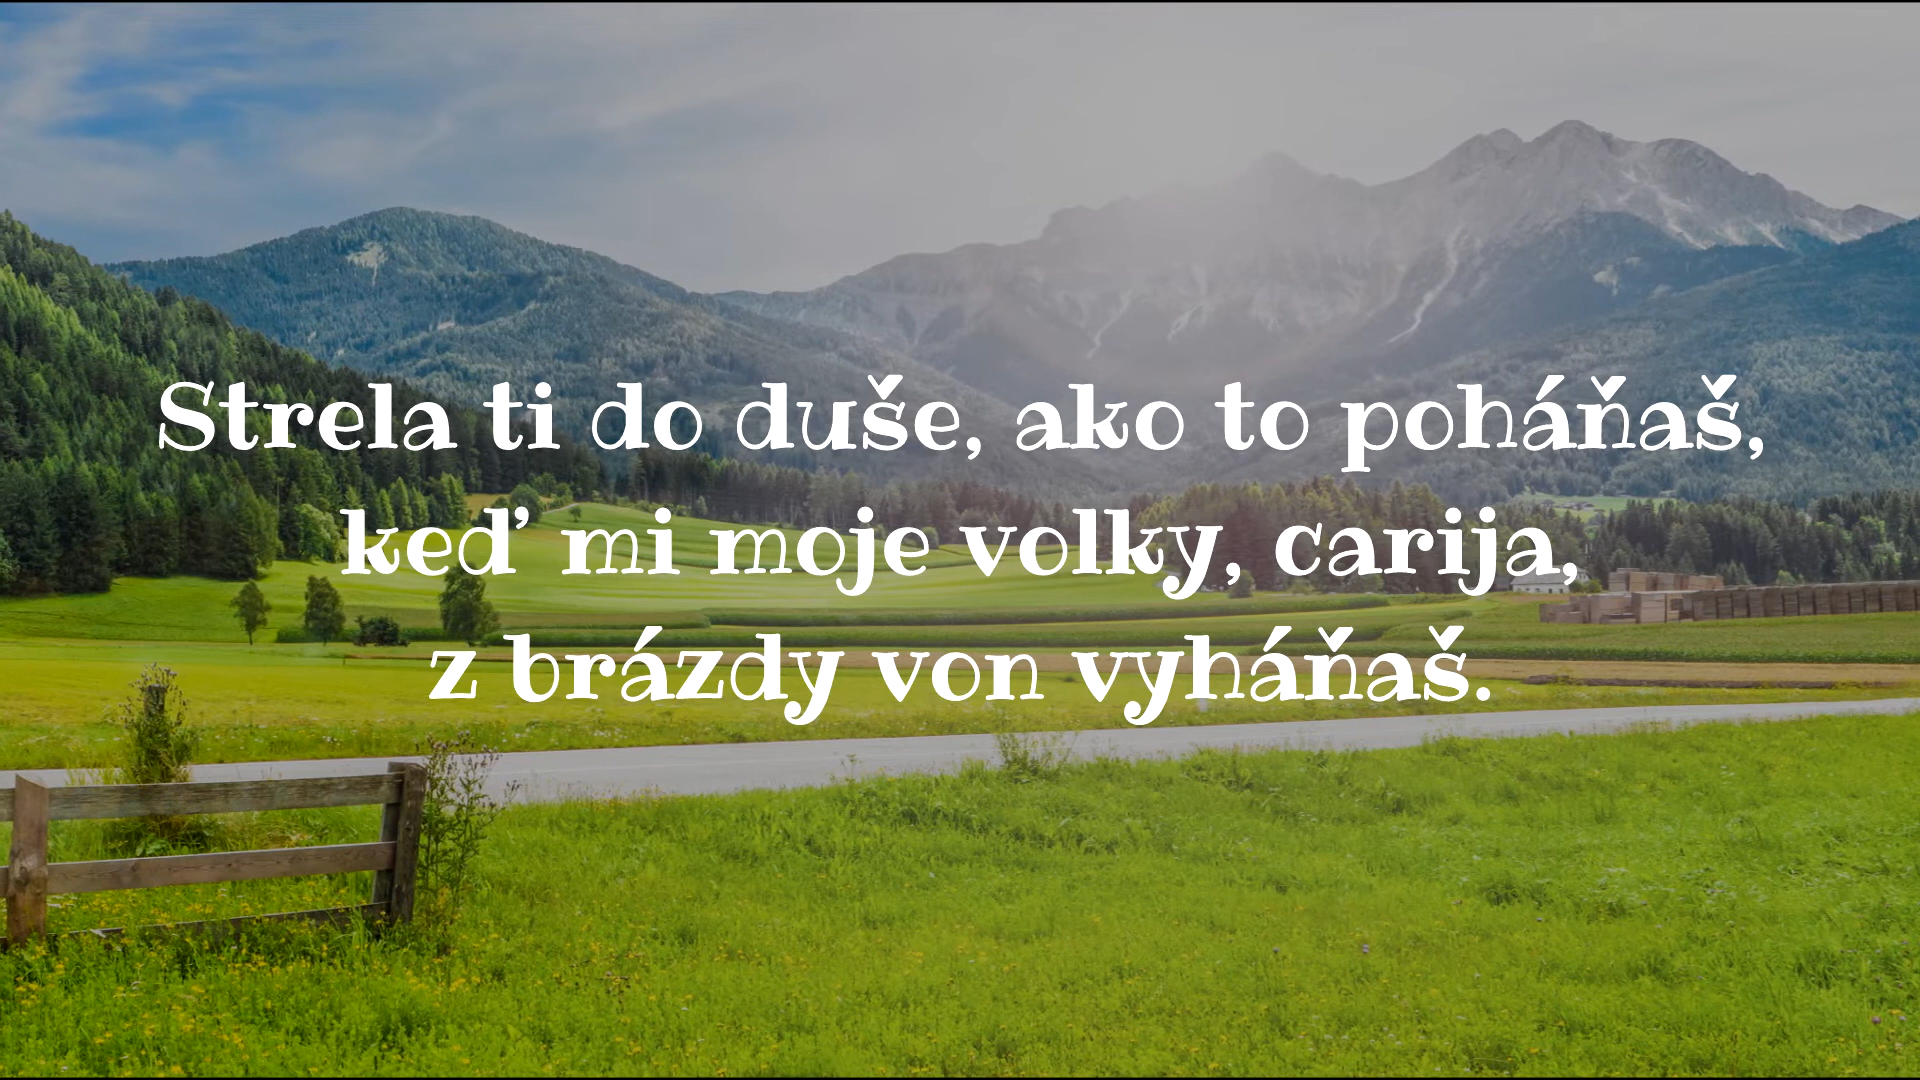 Strela ti do duše, ako to poháňaš,
keď mi moje volky, carija,
z brázdy von vyháňaš.